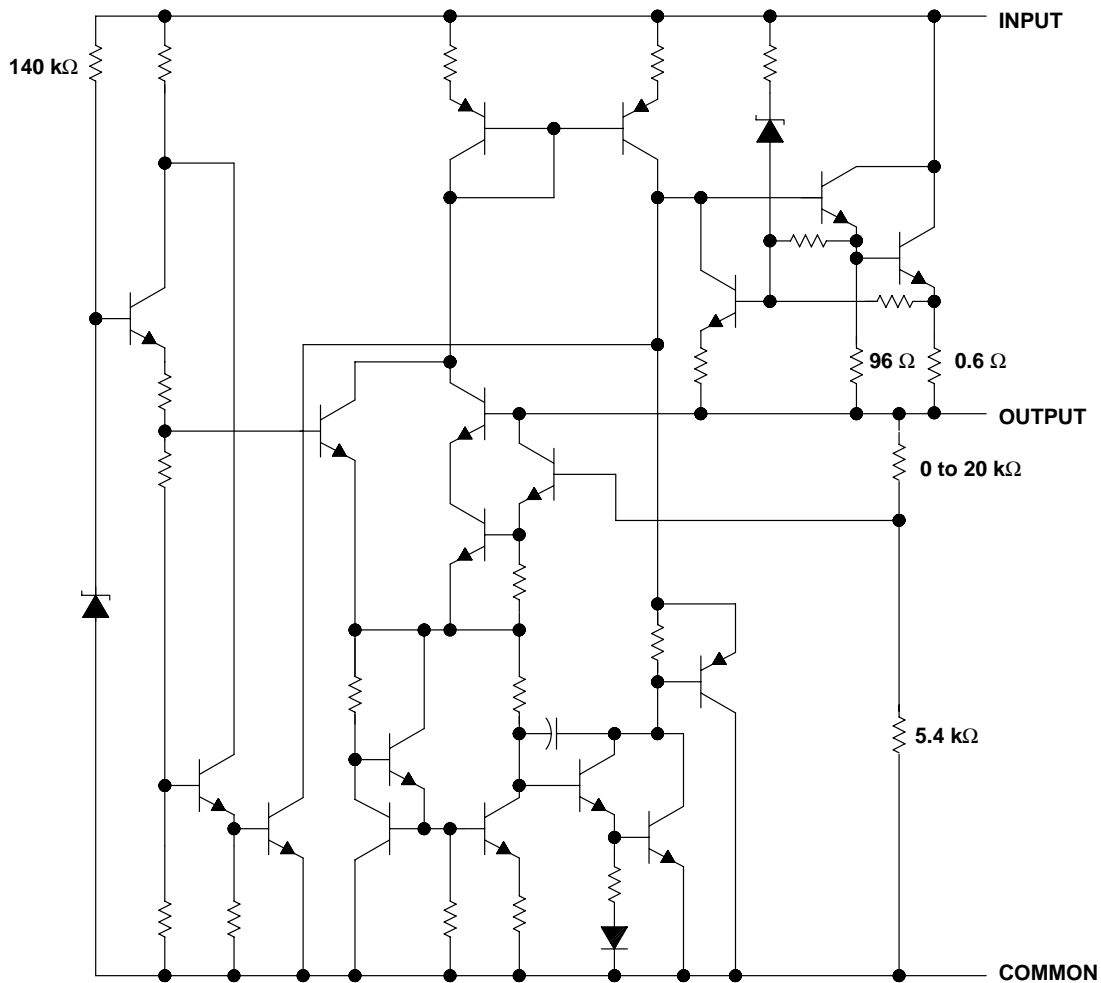 INPUT
140 kΩ
96 Ω
0.6 Ω
OUTPUT
0 to 20 kΩ
5.4 kΩ
COMMON